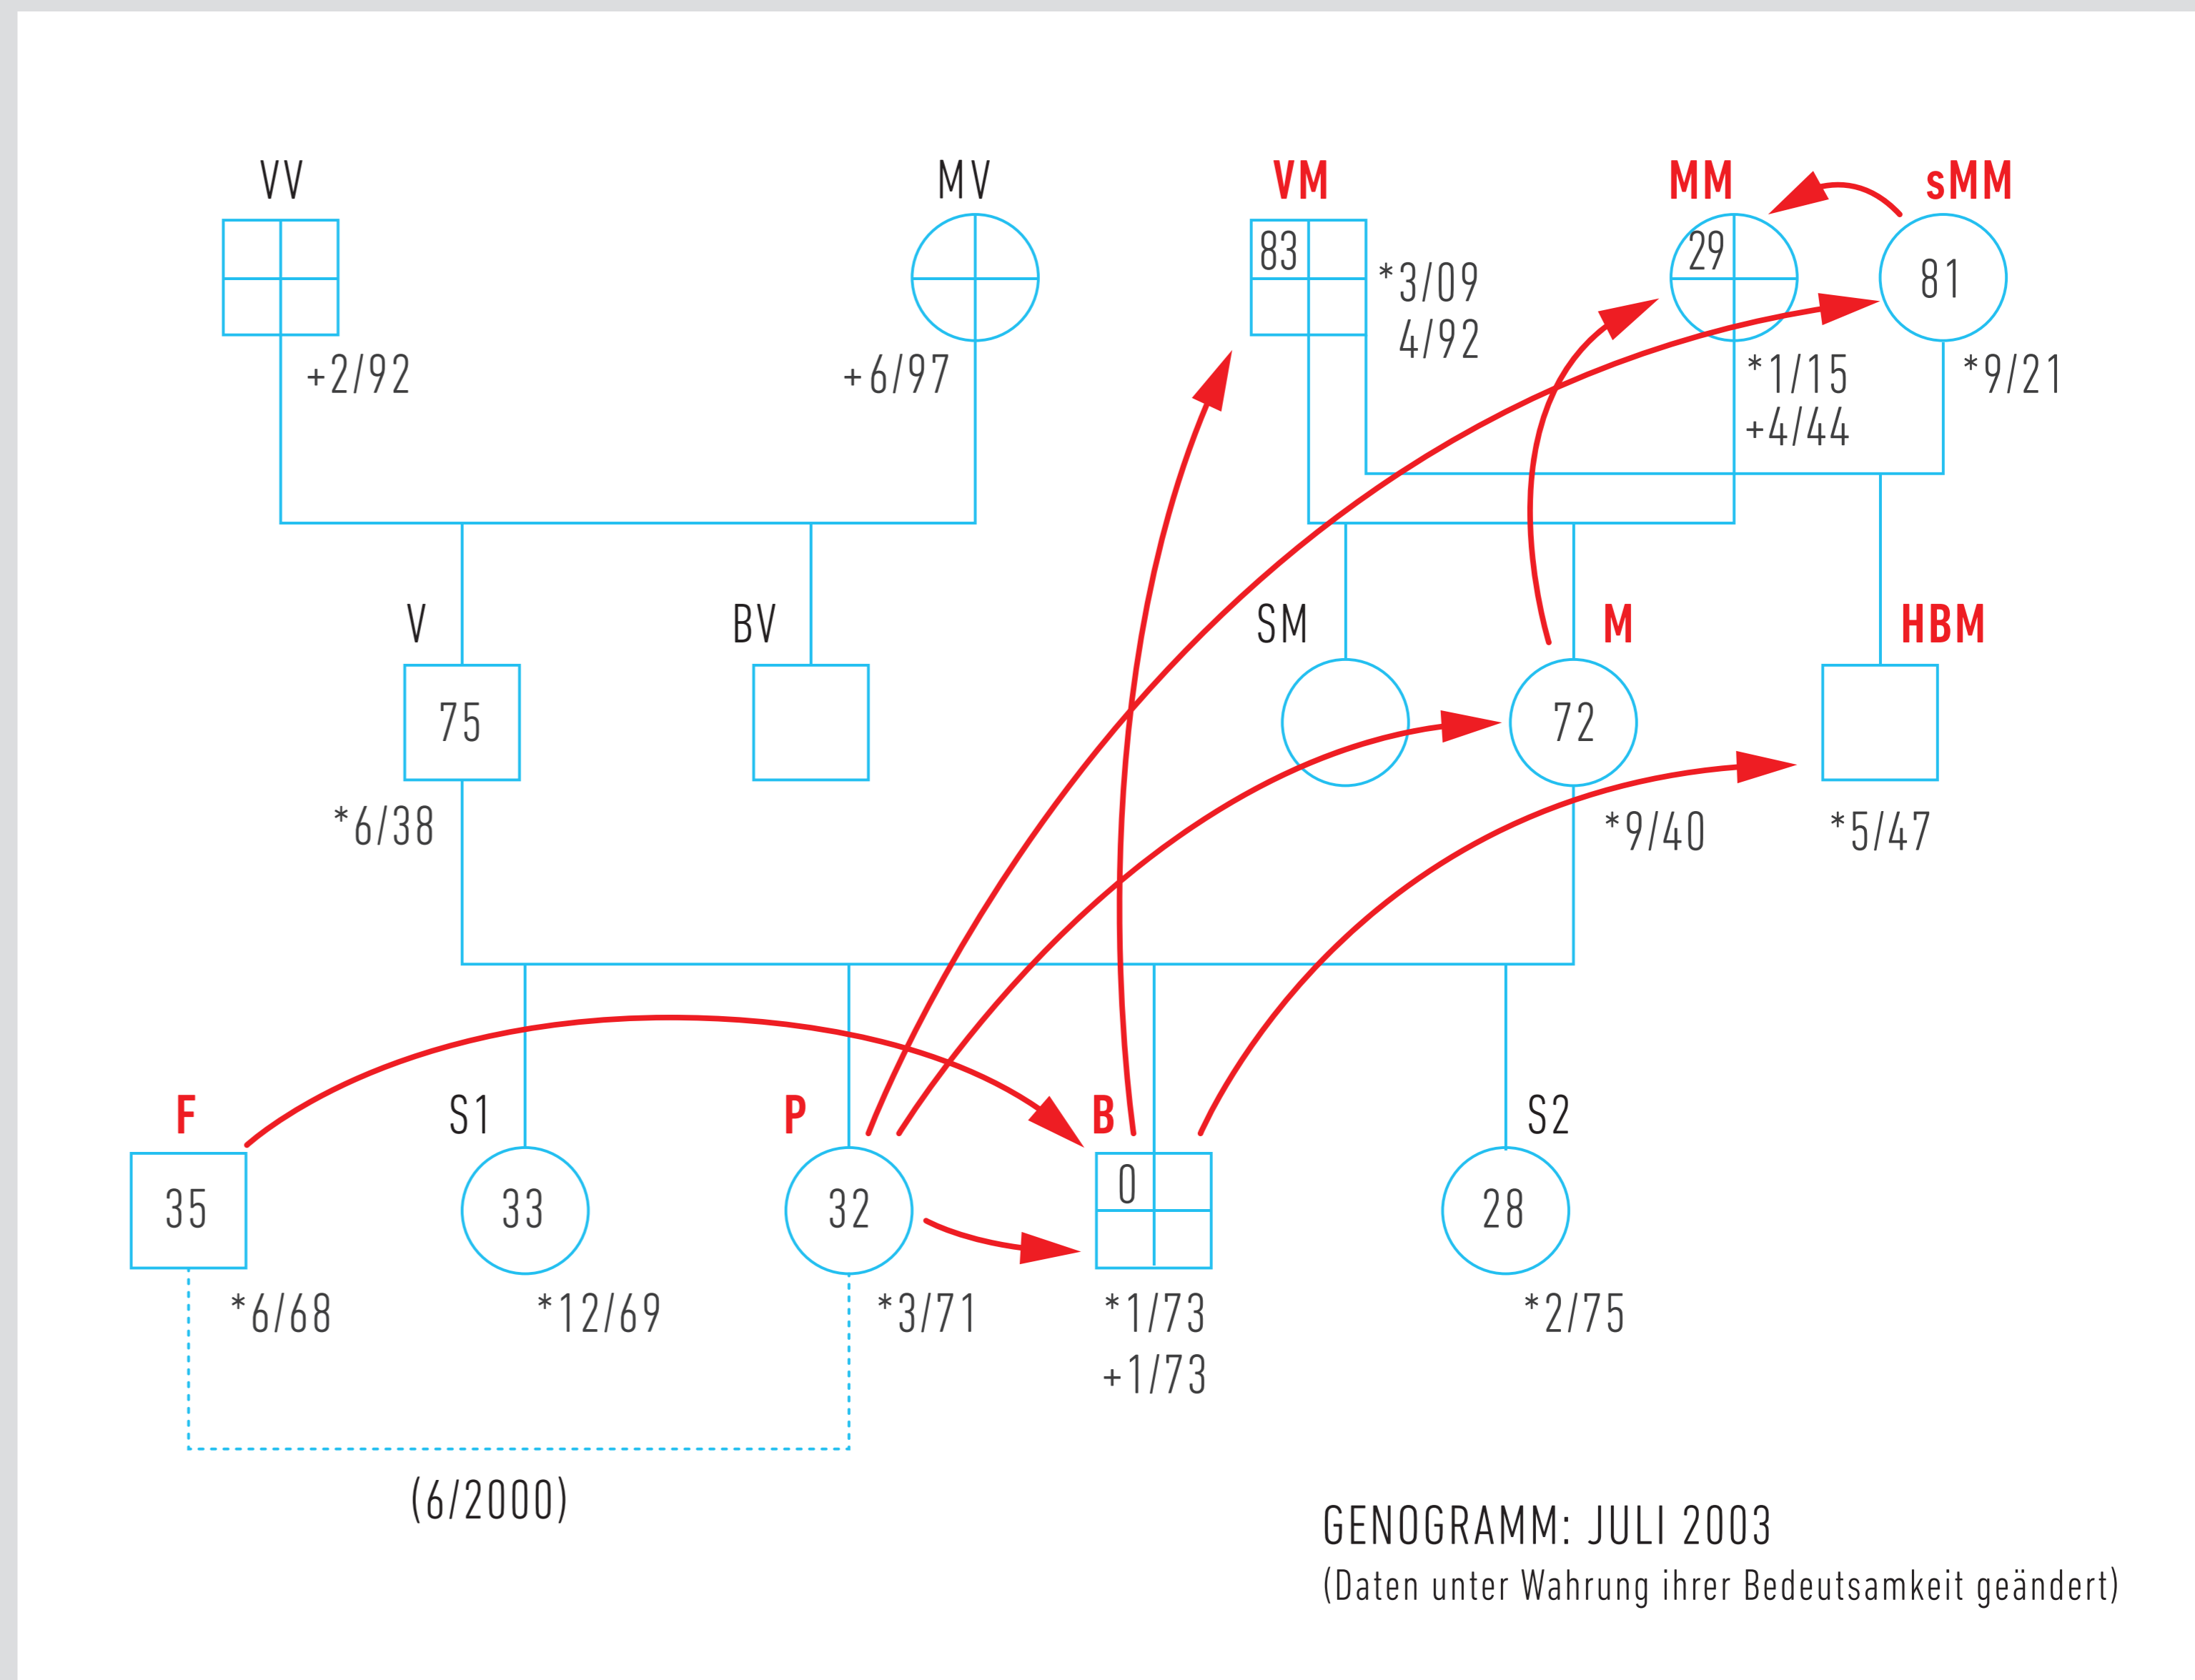 VV
MV
VM
MM
sMM
83
29
81
*3/09
4/92
+2/92
+6/97
*1/15
+4/44
*9/21
V
BV
SM
M
HBM
75
72
*6/38
*9/40
*5/47
F
S1
P
B
S2
35
33
32
0
28
*6/68
*12/69
*3/71
*1/73
+1/73
*2/75
(6/2000)
GENOGRAMM: JULI 2003
(Daten unter Wahrung ihrer Bedeutsamkeit geändert)